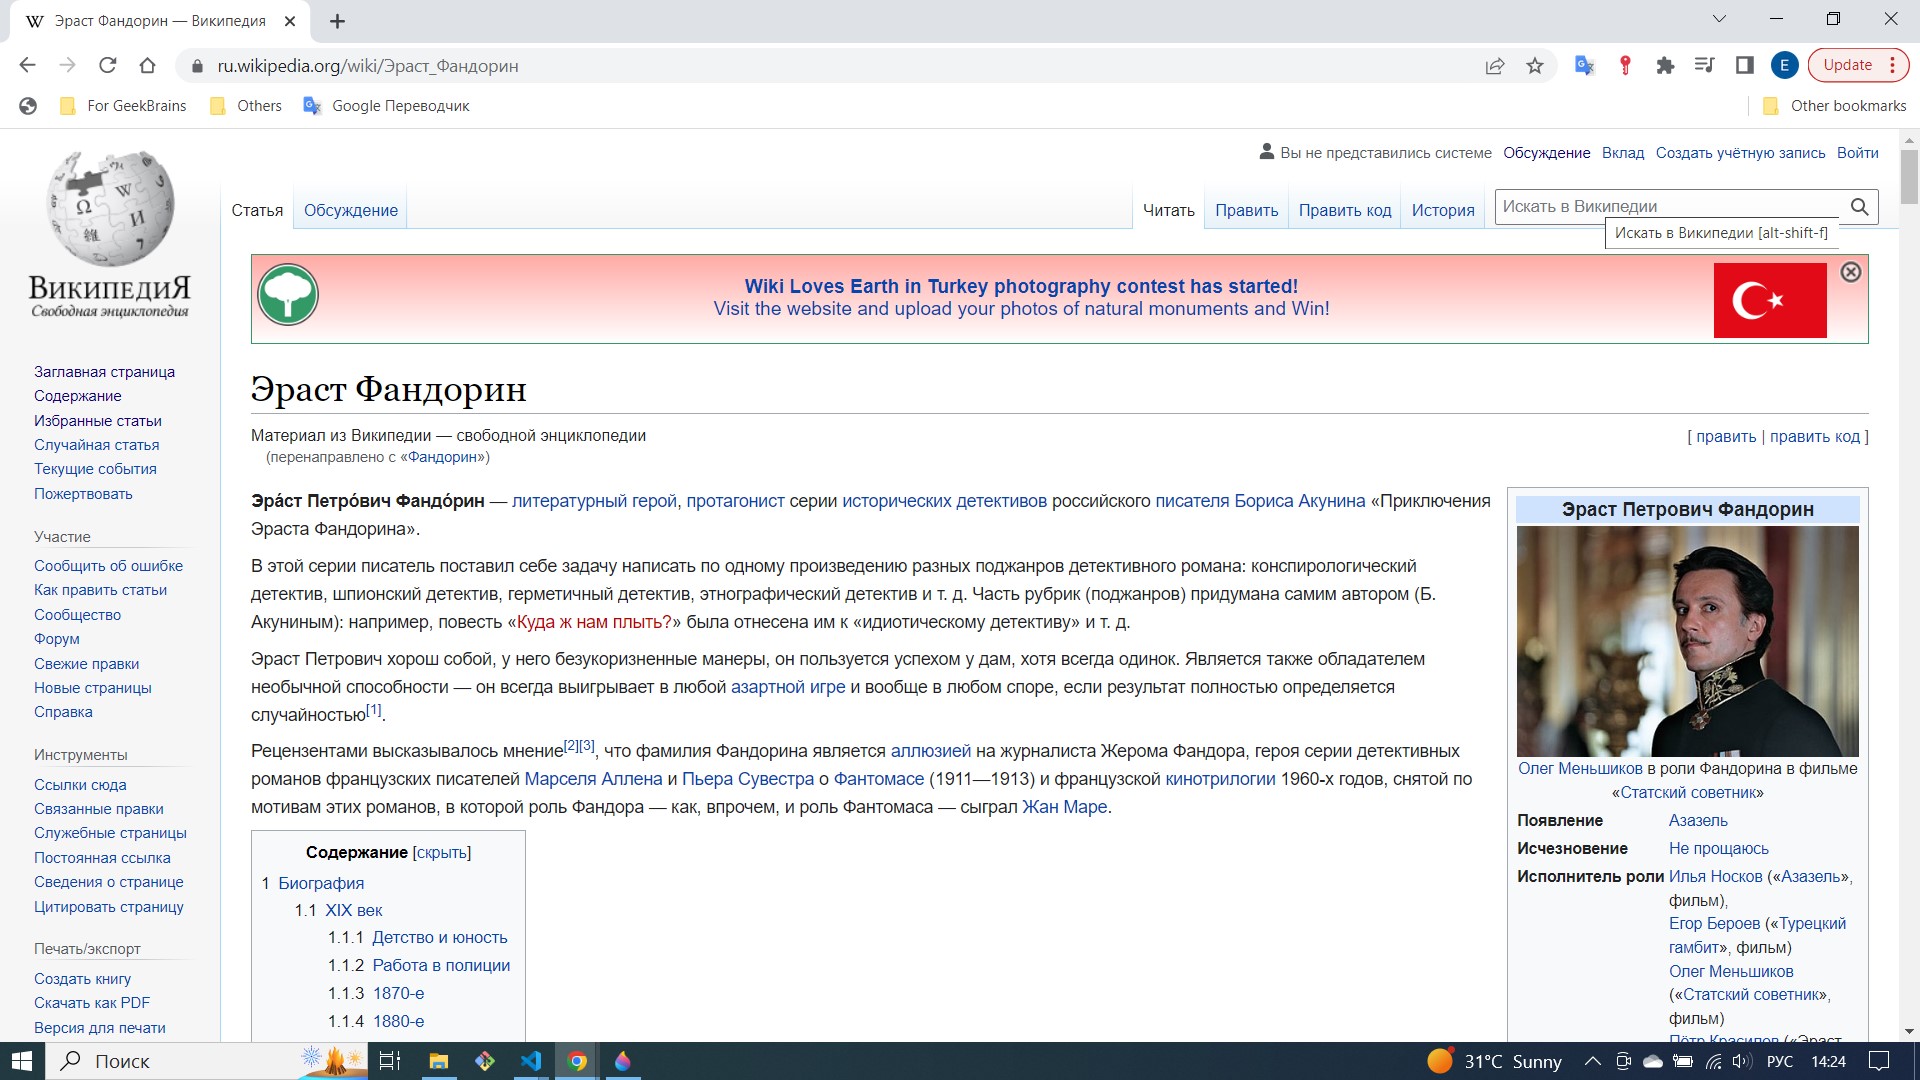 Эраст Фандорин — Википедия
ru.wikipedia.org/wiki/Эраст_Фандорин
E
Update
For GeekBrains
Others
Google Переводчик
Other bookmarks
Вы не представились системе Обсуждение Вклад Создать учётную запись Войти
Статья Обсуждение Читать Править Править код История Искать в Википедии
Искать в Википедии [alt-shift-f]
ВикипедиЯ
Свободная энциклопедия
Заглавная страница
Содержание
Избранные статьи
Случайная статья
Текущие события
Пожертвовать
Участие
Сообщить об ошибке
Как править статьи
Сообщество
Форум
Свежие правки
Новые страницы
Справка
Инструменты
Ссылки сюда
Связанные правки
Служебные страницы
Постоянная ссылка
Сведения о странице
Цитировать страницу
Печать/экспорт
Создать книгу
Скачать как PDF
Версия для печати
Wiki Loves Earth in Turkey photography contest has started!
Visit the website and upload your photos of natural monuments and Win!
Эраст Фандорин
Материал из Википедии — свободной энциклопедии
[ править | править код ]
(перенаправлено с «Фандорин»)
Эра́ст Петро́вич Фандо́рин — литературный герой, протагонист серии исторических детективов российского писателя Бориса Акунина «Приключения
Эраста Фандорина».
В этой серии писатель поставил себе задачу написать по одному произведению разных поджанров детективного романа: конспирологический
детектив, шпионский детектив, герметичный детектив, этнографический детектив и т. д. Часть рубрик (поджанров) придумана самим автором (Б.
Акуниным): например, повесть «Куда ж нам плыть?» была отнесена им к «идиотическому детективу» и т. д.
Эраст Петрович хорош собой, у него безукоризненные манеры, он пользуется успехом у дам, хотя всегда одинок. Является также обладателем
необычной способности — он всегда выигрывает в любой азартной игре и вообще в любом споре, если результат полностью определяется
случайностью[1].
Рецензентами высказывалось мнение[2][3], что фамилия Фандорина является аллюзией на журналиста Жерома Фандора, героя серии детективных
романов французских писателей Марселя Аллена и Пьера Сувестра о Фантомасе (1911—1913) и французской кинотрилогии 1960-х годов, снятой по
мотивам этих романов, в которой роль Фандора — как, впрочем, и роль Фантомаса — сыграл Жан Маре.
Содержание [скрыть]
1 Биография
1.1 XIX век
1.1.1 Детство и юность
1.1.2 Работа в полиции
1.1.3 1870-е
1.1.4 1880-е
Эраст Петрович Фандорин
Олег Меньшиков в роли Фандорина в фильме
«Статский советник»
Появление Азазель
Исчезновение Не прощаюсь
Исполнитель роли Илья Носков («Азазель»,
фильм),
Егор Бероев («Турецкий
гамбит», фильм)
Олег Меньшиков
(«Статский советник»,
фильм)
Пётр Красилов («Эраст
Поиск
31°C Sunny
РУС
14:24